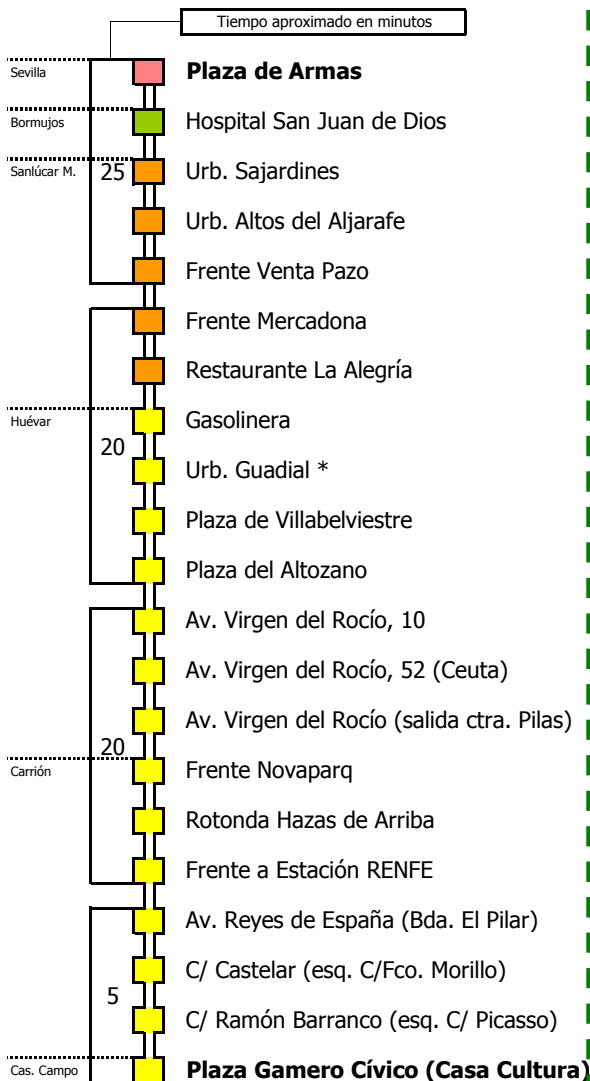 Tiempo aproximado en minutos
Sevilla
Plaza de Armas
Bormujos
Hospital San Juan de Dios
Sanlúcar M.
25
Urb. Sajardines
Urb. Altos del Aljarafe
Frente Venta Pazo
Frente Mercadona
Restaurante La Alegría
Huévar
Gasolinera
20
Urb. Guadial *
Plaza de Villabelviestre
Plaza del Altozano
Av. Virgen del Rocío, 10
Av. Virgen del Rocío, 52 (Ceuta)
Av. Virgen del Rocío (salida ctra. Pilas)
20
Carrión
Frente Novaparq
Rotonda Hazas de Arriba
Frente a Estación RENFE
Av. Reyes de España (Bda. El Pilar)
C/ Castelar (esq. C/Fco. Morillo)
5
C/ Ramón Barranco (esq. C/ Picasso)
Cas. Campo
Plaza Gamero Cívico (Casa Cultura)